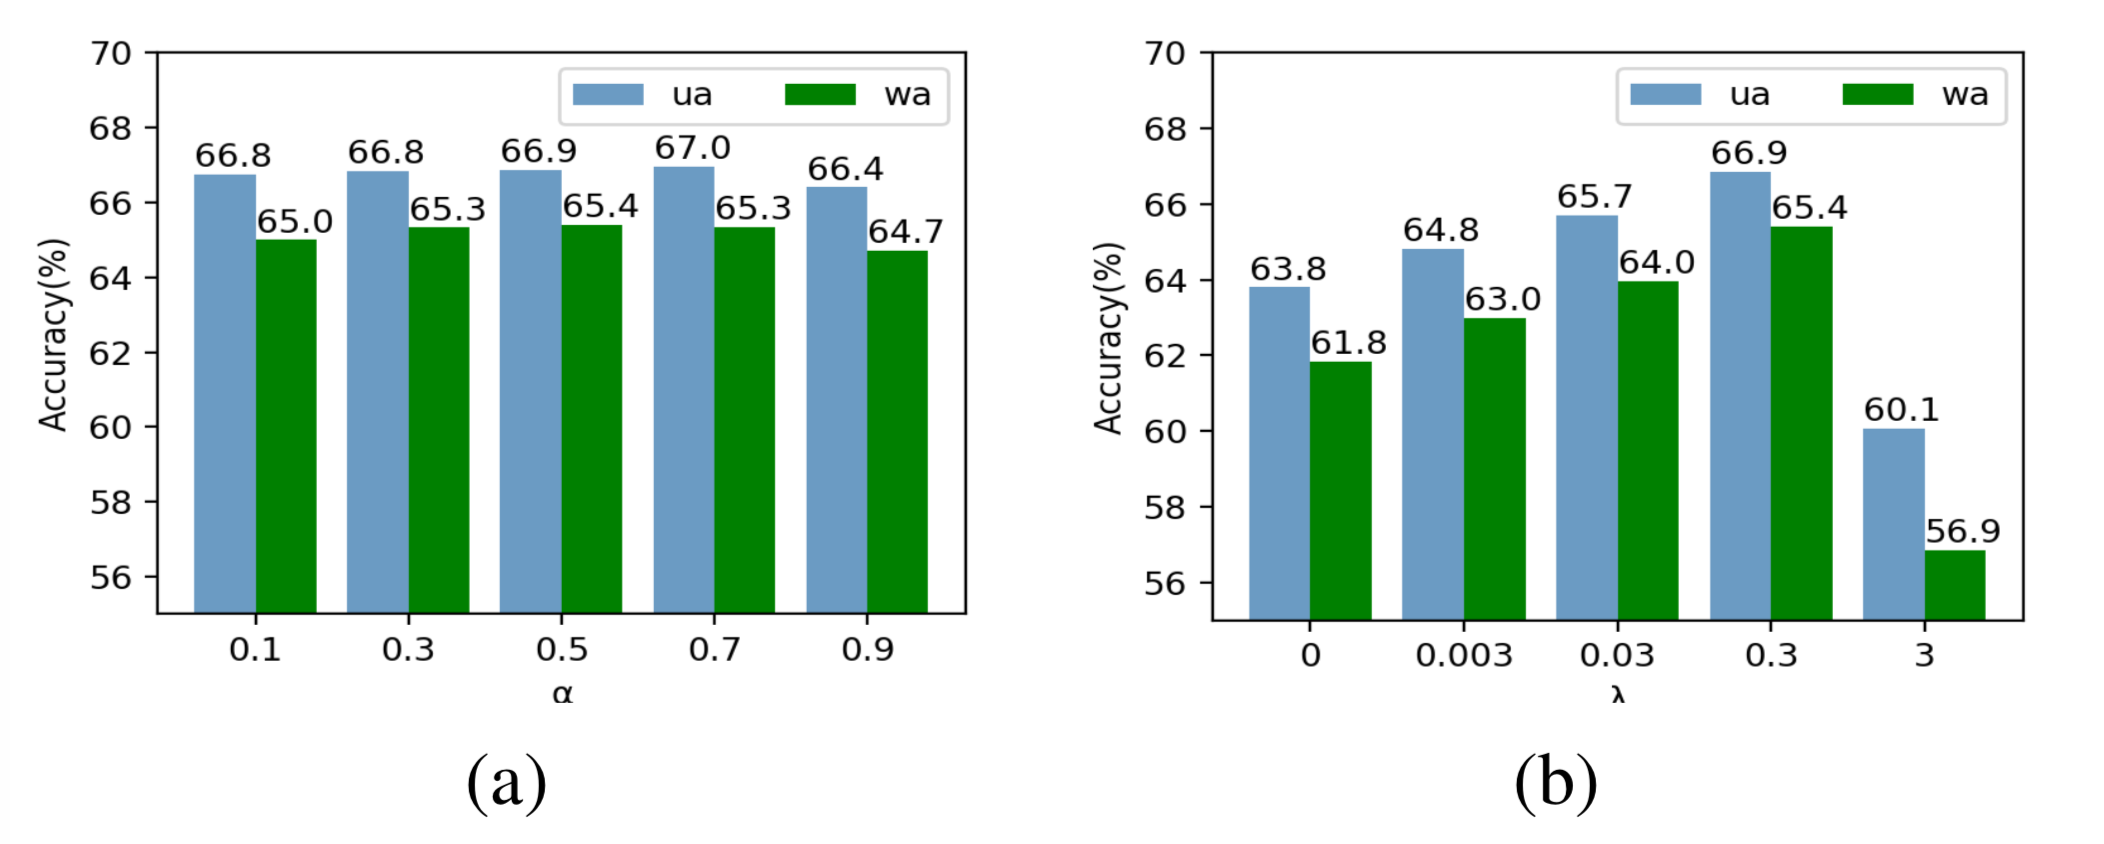 70
68
66
64
62
60
58
56
Accuracy(%)
ua wa
66.8 66.8 66.9 67.0 66.4
65.0 65.3 65.4 65.3 64.7
0.1 0.3 0.5 0.7 0.9
α
(a)
70
68
66
64
62
60
58
56
Accuracy(%)
ua wa
63.8 64.8 65.7 66.9 60.1
61.8 63.0 64.0 65.4 56.9
0 0.003 0.03 0.3 3
λ
(b)